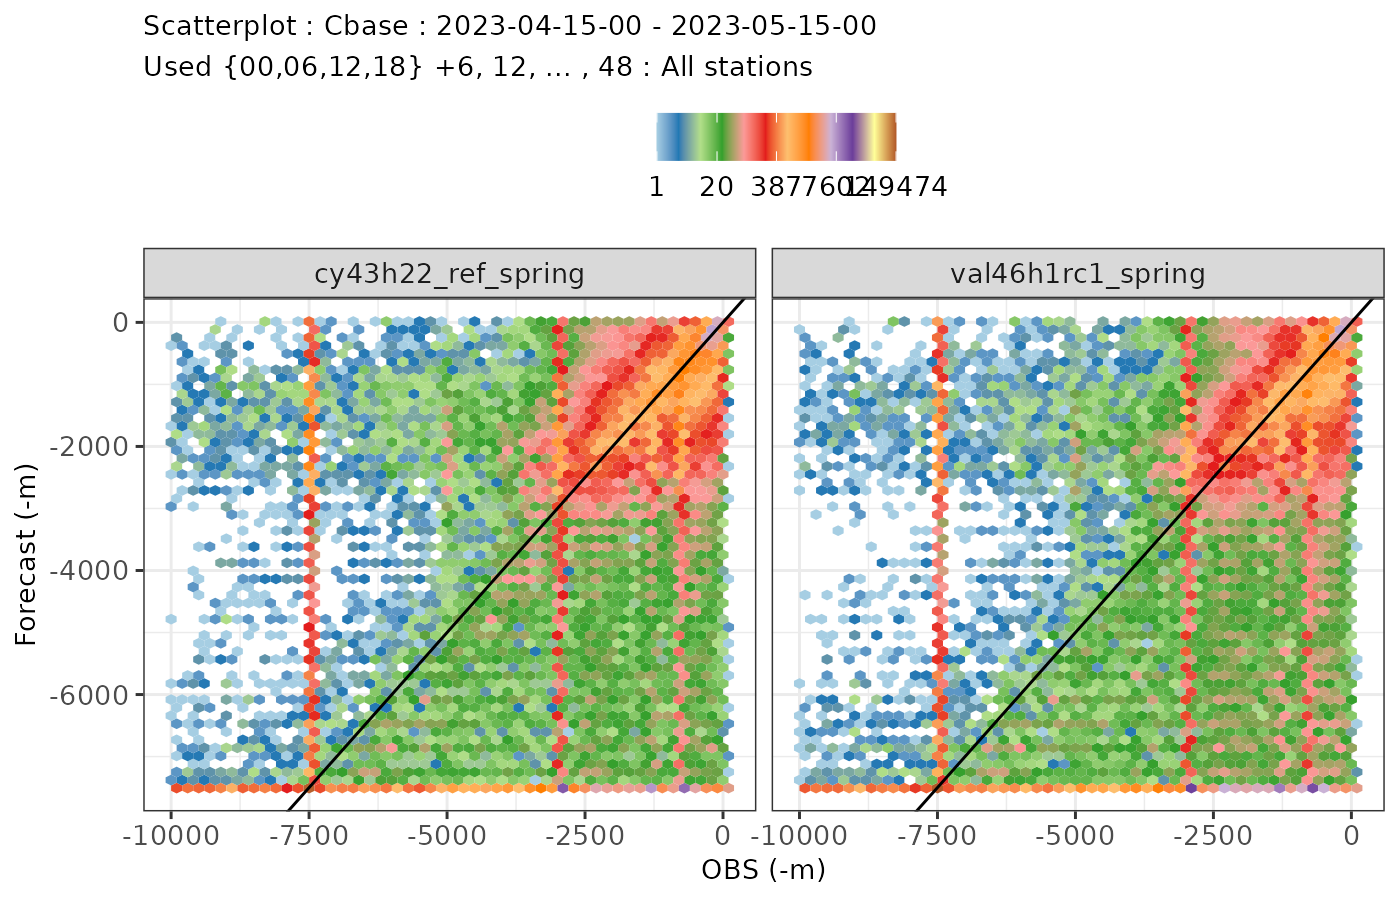 Scatterplot : Cbase : 2023-04-15-00 - 2023-05-15-00
Used {00,06,12,18} +6, 12, ... , 48 : All stations
1 20 387 7602 149474
cy43h22_ref_spring val46h1rc1_spring
Forecast (-m)
0
-2000
-4000
-6000
-10000 -7500 -5000 -2500 0 -10000 -7500 -5000 -2500 0
OBS (-m)